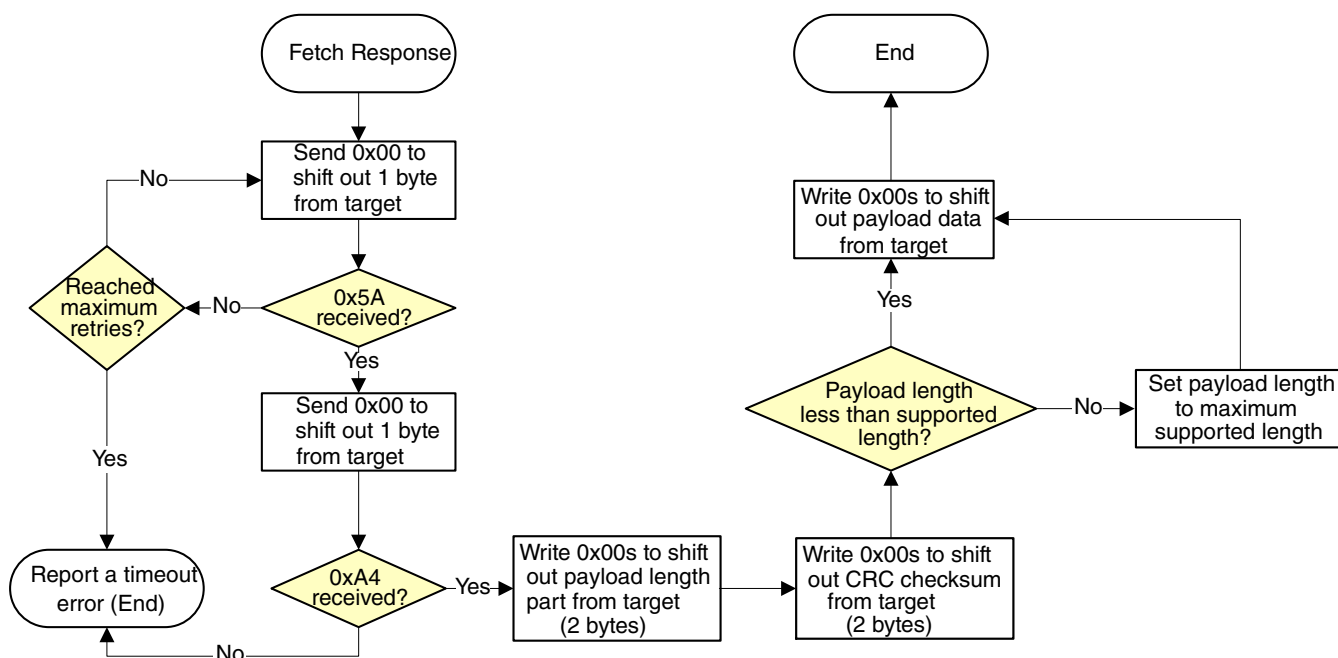 Fetch Response
Send 0x00 to
shift out 1 byte
from target
No
Reached
maximum
retries?
No
0x5A
received?
Yes
Send 0x00 to
shift out 1 byte
from target
Yes
Report a timeout
error (End)
0xA4
received?
No
Yes
Write 0x00s to shift
out payload length
part from target
(2 bytes)
Write 0x00s to shift
out CRC checksum
from target
(2 bytes)
Payload length
less than supported
length?
No
Set payload length
to maximum
supported length
Yes
Write 0x00s to shift
out payload data
from target
End